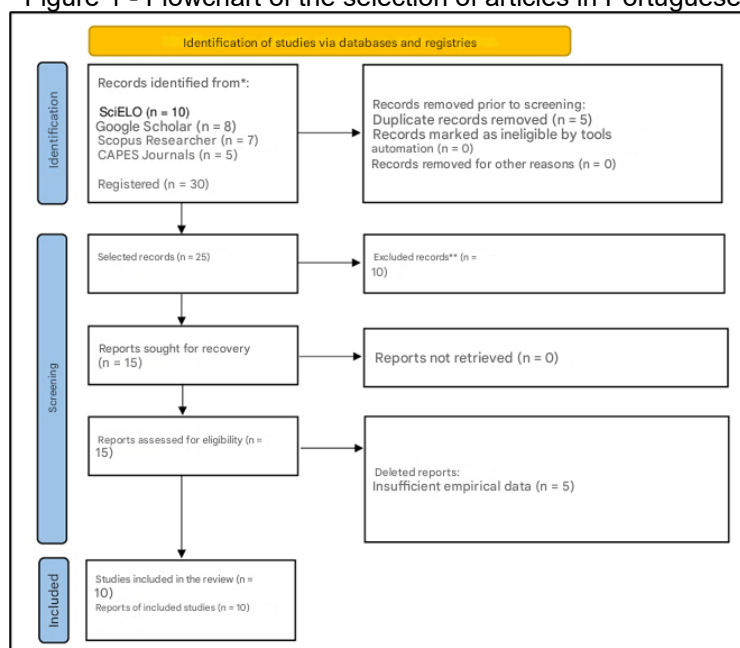 Figure 1 - Flowchart of the selection of articles in Portuguese
Identification of studies via databases and registries
Identification
Records identified from*:
SciELO (n = 10)
Google Scholar (n = 8)
Scopus Researcher (n = 7)
CAPES Journals (n = 5)
Registered (n = 30)
Records removed prior to screening:
Duplicate records removed (n = 5)
Records marked as ineligible by tools
automation (n = 0)
Records removed for other reasons (n = 0)
Screening
Selected records (n = 25)
Excluded records** (n =
10)
Reports sought for recovery
(n = 15)
Reports not retrieved (n = 0)
Reports assessed for eligibility (n =
15)
Deleted reports:
Insufficient empirical data (n = 5)
Included
Studies included in the review (n =
10)
Reports of included studies (n = 10)